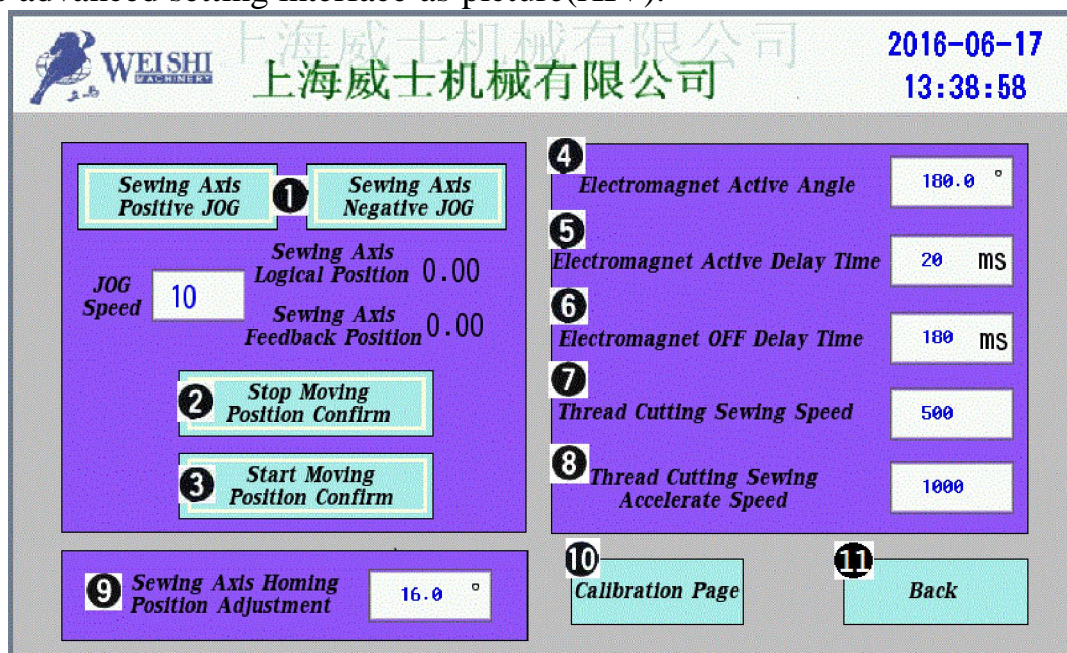 advanced setting interface as picture(XIV):
WEISHI
MACHINERY
上海威士机械有限公司
上海威士机械有限公司
2016-06-17
13:38:58
Sewing Axis
Positive JOG
1
Sewing Axis
Negative JOG
JOG
Speed
10
Sewing Axis
Logical Position 0.00
Sewing Axis
Feedback Position 0.00
2
Stop Moving
Position Confirm
3
Start Moving
Position Confirm
4
Electromagnet Active Angle 180.0 °
5
Electromagnet Active Delay Time 20 ms
6
Electromagnet OFF Delay Time 180 ms
7
Thread Cutting Sewing Speed 500
8
Thread Cutting Sewing
Accelerate Speed
1000
9
Sewing Axis Homing
Position Adjustment
16.0 °
10
Calibration Page
11
Back